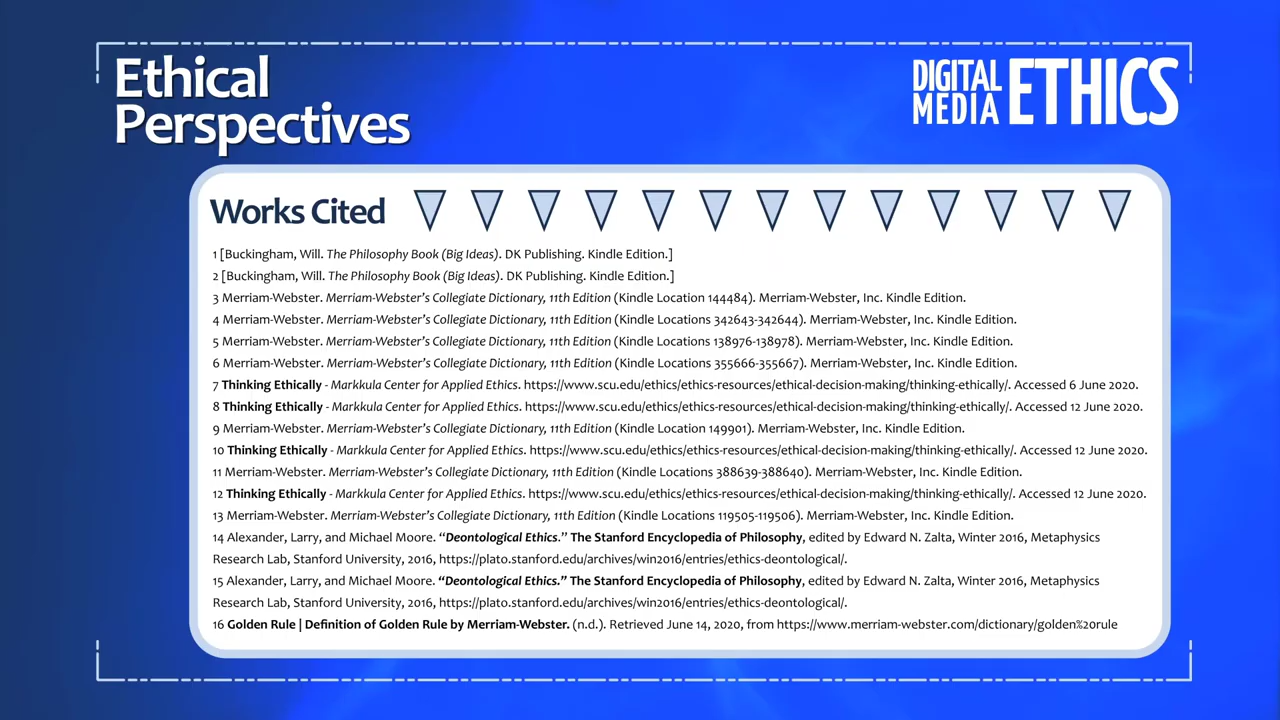 Ethical
Perspectives
DIGITAL
MEDIA
ETHICS
Works Cited
1 [Buckingham, Will. The Philosophy Book (Big Ideas). DK Publishing. Kindle Edition.]
2 [Buckingham, Will. The Philosophy Book (Big Ideas). DK Publishing. Kindle Edition.]
3 Merriam-Webster. Merriam-Webster's Collegiate Dictionary, 11th Edition (Kindle Location 144484). Merriam-Webster, Inc. Kindle Edition.
4 Merriam-Webster. Merriam-Webster's Collegiate Dictionary, 11th Edition (Kindle Locations 342643-342644). Merriam-Webster, Inc. Kindle Edition.
5 Merriam-Webster. Merriam-Webster's Collegiate Dictionary, 11th Edition (Kindle Locations 138976-138978). Merriam-Webster, Inc. Kindle Edition.
6 Merriam-Webster. Merriam-Webster's Collegiate Dictionary, 11th Edition (Kindle Locations 355666-355667). Merriam-Webster, Inc. Kindle Edition.
7 Thinking Ethically - Markkula Center for Applied Ethics. https://www.scu.edu/ethics/ethics-resources/ethical-decision-making/thinking-ethically/. Accessed 6 June 2020.
8 Thinking Ethically - Markkula Center for Applied Ethics. https://www.scu.edu/ethics/ethics-resources/ethical-decision-making/thinking-ethically/. Accessed 12 June 2020.
9 Merriam-Webster. Merriam-Webster's Collegiate Dictionary, 11th Edition (Kindle Location 149901). Merriam-Webster, Inc. Kindle Edition.
10 Thinking Ethically - Markkula Center for Applied Ethics. https://www.scu.edu/ethics/ethics-resources/ethical-decision-making/thinking-ethically/. Accessed 12 June 2020.
11 Merriam-Webster. Merriam-Webster's Collegiate Dictionary, 11th Edition (Kindle Locations 388639-388640). Merriam-Webster, Inc. Kindle Edition.
12 Thinking Ethically - Markkula Center for Applied Ethics. https://www.scu.edu/ethics/ethics-resources/ethical-decision-making/thinking-ethically/. Accessed 12 June 2020.
13 Merriam-Webster. Merriam-Webster's Collegiate Dictionary, 11th Edition (Kindle Locations 119505-119506). Merriam-Webster, Inc. Kindle Edition.
14 Alexander, Larry, and Michael Moore. "Deontological Ethics." The Stanford Encyclopedia of Philosophy, edited by Edward N. Zalta, Winter 2016, Metaphysics
Research Lab, Stanford University, 2016, https://plato.stanford.edu/archives/win2016/entries/ethics-deontological/.
15 Alexander, Larry, and Michael Moore. "Deontological Ethics." The Stanford Encyclopedia of Philosophy, edited by Edward N. Zalta, Winter 2016, Metaphysics
Research Lab, Stanford University, 2016, https://plato.stanford.edu/archives/win2016/entries/ethics-deontological/.
16 Golden Rule | Definition of Golden Rule by Merriam-Webster. (n.d.). Retrieved June 14, 2020, from https://www.merriam-webster.com/dictionary/golden%20rule